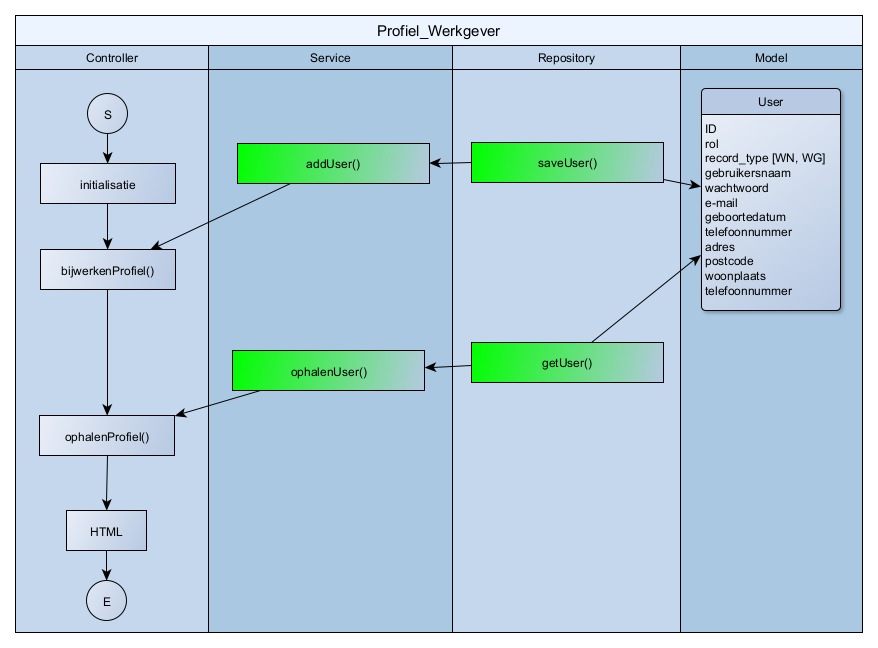 Profiel_Werkgever
Controller
Service
Repository
Model
S
initialisatie
bijwerkenProfiel()
ophalenProfiel()
HTML
E
addUser()
ophalenUser()
saveUser()
getUser()
User
ID
rol
record_type [WN, WG]
gebruikersnaam
wachtwoord
e-mail
geboortedatum
telefoonnummer
adres
postcode
woonplaats
telefoonnummer